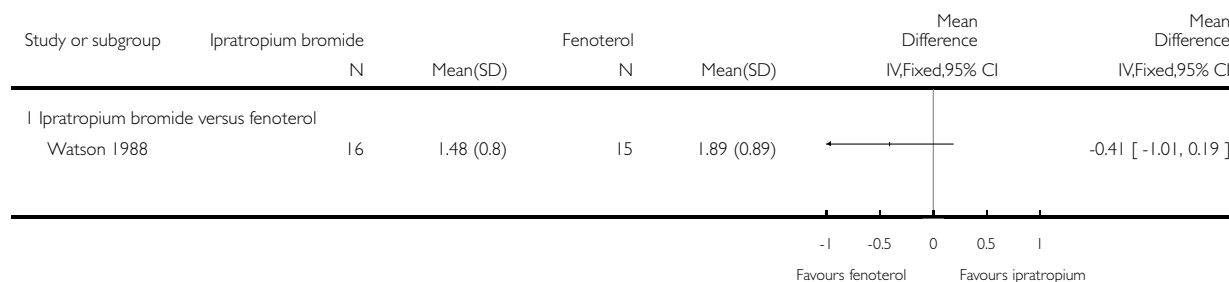 Mean Mean
Study or subgroup Ipratropium bromide Fenoterol Difference Difference
N Mean(SD) N Mean(SD) IV,Fixed,95% CI IV,Fixed,95% CI
1 Ipratropium bromide versus fenoterol
Watson 1988 16 1.48 (0.8) 15 1.89 (0.89) -0.41 [ -1.01, 0.19 ]
-1 -0.5 0 0.5 1
Favours fenoterol Favours ipratropium